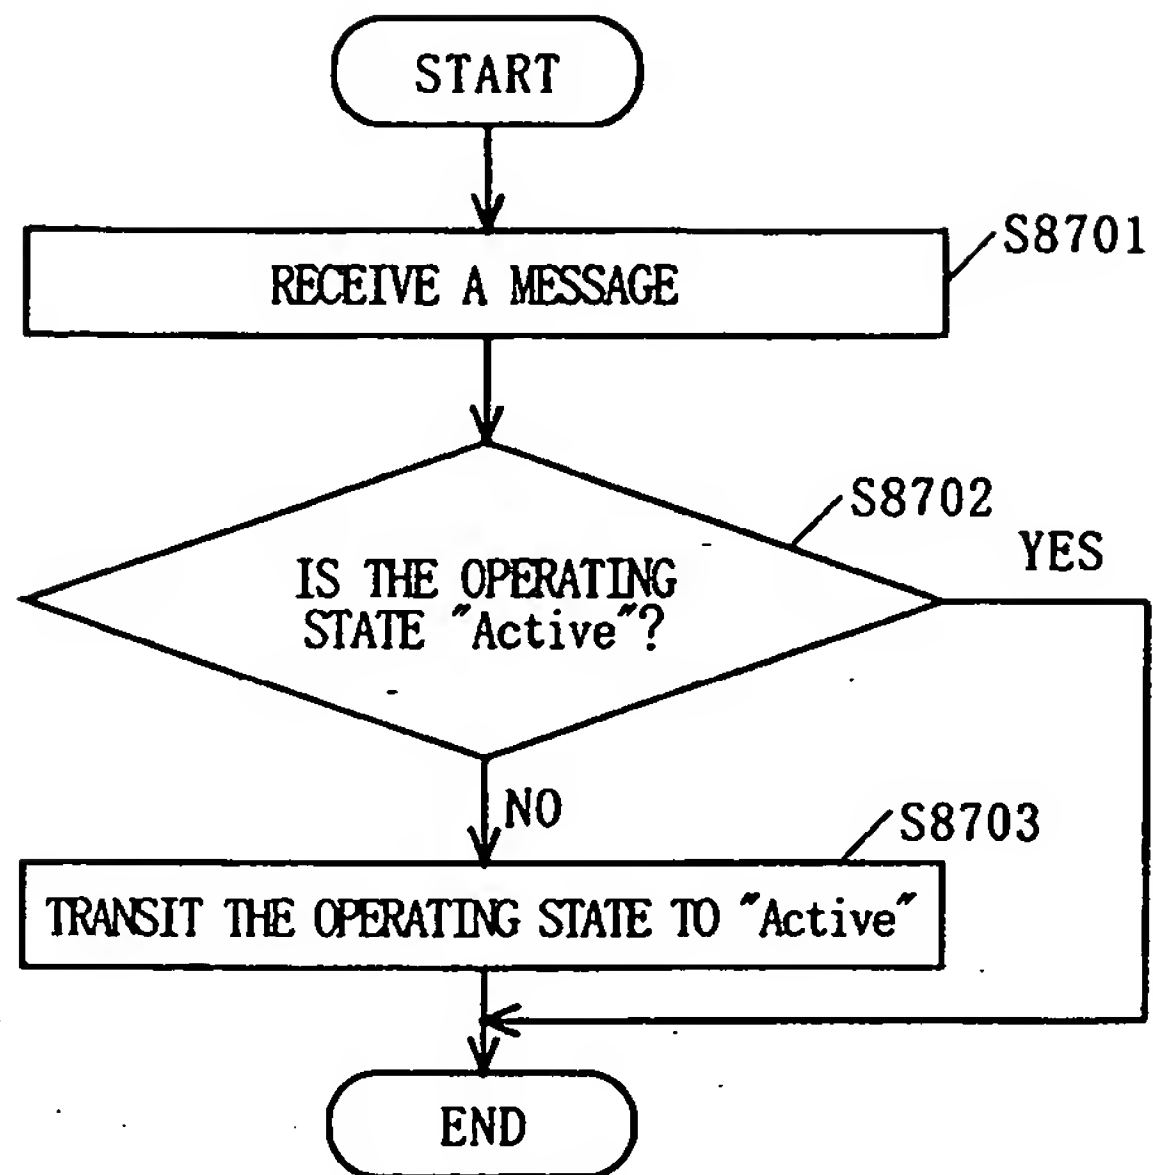 START
RECEIVE A MESSAGE
S8701
IS THE OPERATING
STATE "Active"?
S8702
YES
NO
TRANSIT THE OPERATING STATE TO "Active"
S8703
END